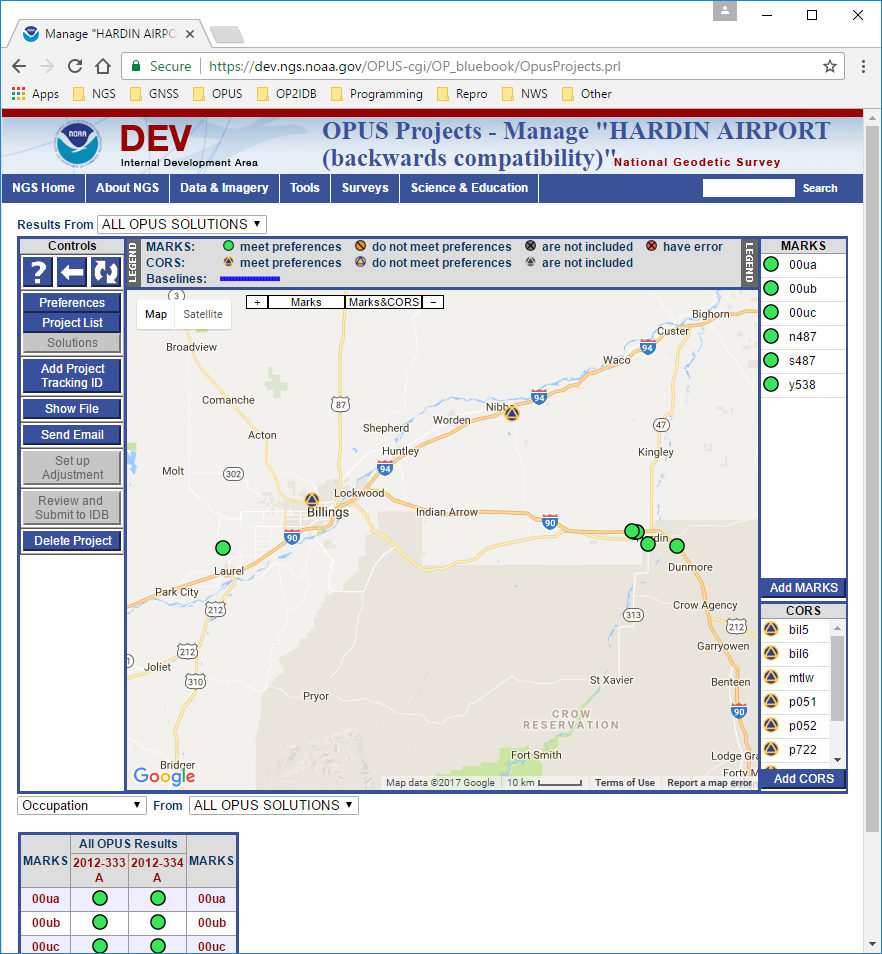 Manage "HARDIN AIRPO
Secure https://dev.ngs.noaa.gov/OPUS-cgi/OP_bluebook/OpusProjects.prl
Apps NGS GNSS OPUS OP2IDB Programming Repro NWS Other
NOAA
DEV
Internal Development Area
OPUS Projects - Manage "HARDIN AIRPORT
(backwards compatibility)"
National Geodetic Survey
NGS Home About NGS Data & Imagery Tools Surveys Science & Education Search
Results From ALL OPUS SOLUTIONS
Controls
?
Preferences
Project List
Solutions
Add Project
Tracking ID
Show File
Send Email
Set up
Adjustment
Review and
Submit to IDB
Delete Project
LEGEND
MARKS: meet preferences do not meet preferences are not included have error
CORS: meet preferences do not meet preferences are not included
Baselines:
LEGEND
+ Marks Marks&CORS −
Map Satellite
3
Bighorn
Custer
94
Broadview
Waco
94
Comanche
87
Nibbe
Worden
47
Shepherd
Acton
Huntley
Kingley
94
Molt
302
Lockwood
Billings
Indian Arrow
90
90
rdin
Laurel
Dunmore
Park City
212
Crow Agency
313
212
212
Garryowen
Joliet
310
St Xavier
Benteen
Pryor
90
CROW
RESERVATION
Fort Smith
Lodge Gra
Bridger
Forty M
Google
Map data ©2017 Google 10 km Terms of Use Report a map error
MARKS
00ua
00ub
00uc
n487
s487
y538
Add MARKS
CORS
bil5
bil6
mtlw
p051
p052
p722
Add CORS
Occupation From ALL OPUS SOLUTIONS
MARKS All OPUS Results MARKS
2012-333 2012-334
A A
00ua 00ua
00ub 00ub
00uc 00uc